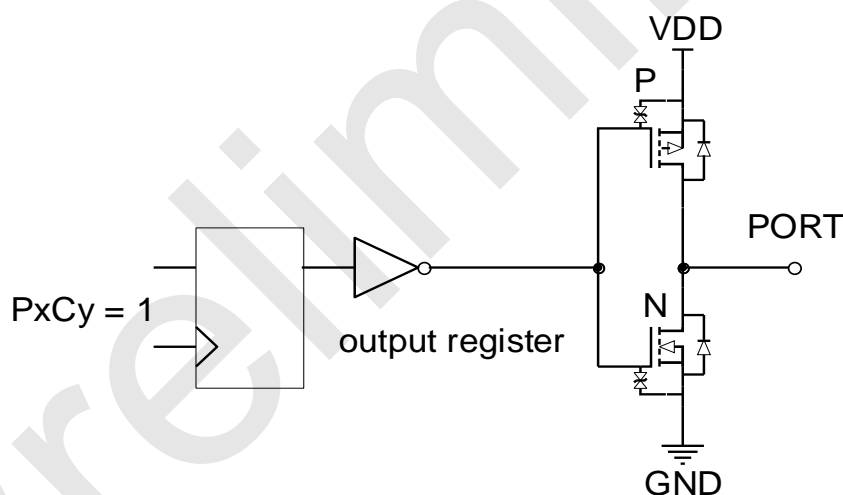 VDD
P
PORT
PxCy = 1
N
output register
GND